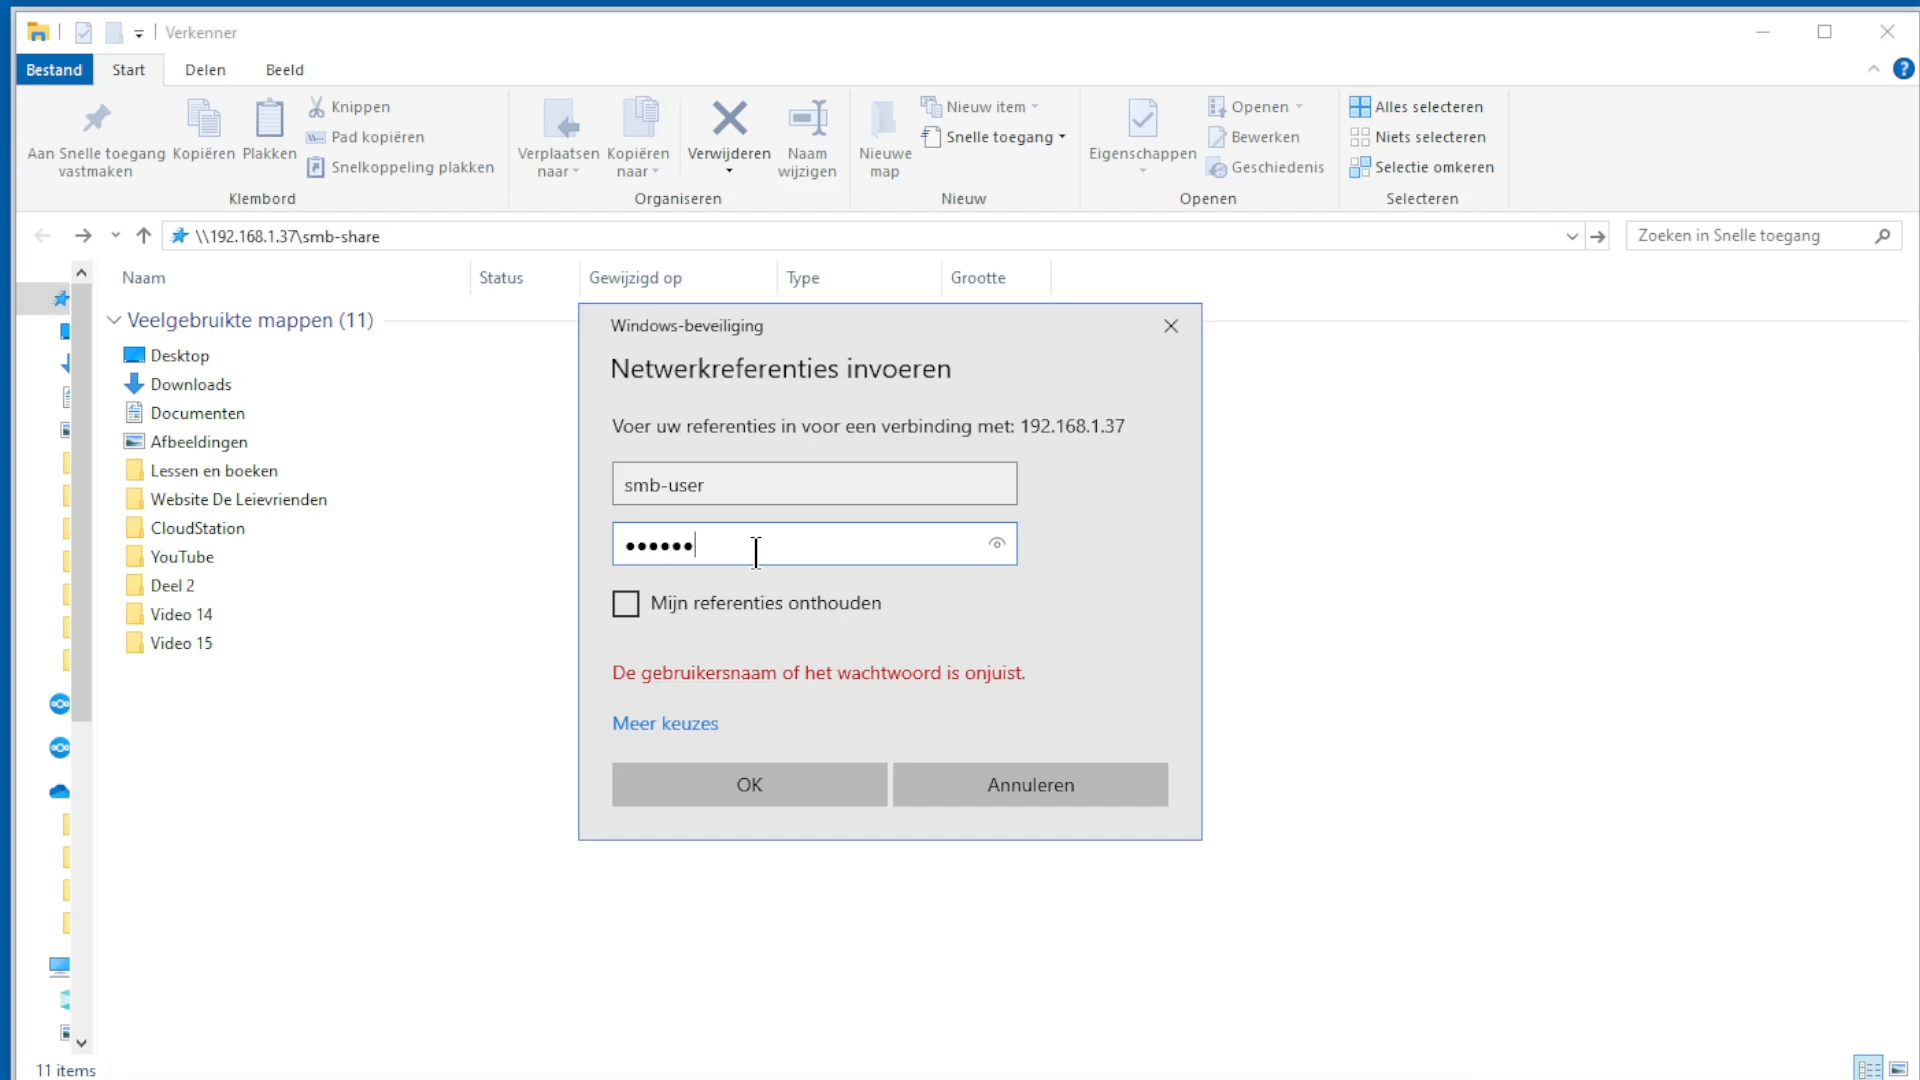 Verkenner
Bestand Start Delen Beeld
Aan Snelle toegang vastmaken
Kopiëren
Plakken
Knippen
Pad kopiëren
Snelkoppeling plakken
Klembord
Verplaatsen naar
Kopiëren naar
Verwijderen
Naam wijzigen
Organiseren
Nieuwe map
Nieuw item
Snelle toegang
Nieuw
Eigenschappen
Openen
Bewerken
Geschiedenis
Openen
Alles selecteren
Niets selecteren
Selectie omkeren
Selecteren
\\192.168.1.37\smb-share
Zoeken in Snelle toegang
Naam Status Gewijzigd op Type Grootte
Veelgebruikte mappen (11)
Desktop
Downloads
Documenten
Afbeeldingen
Lessen en boeken
Website De Leievrienden
CloudStation
YouTube
Deel 2
Video 14
Video 15
Windows-beveiliging
Netwerkreferenties invoeren
Voer uw referenties in voor een verbinding met: 192.168.1.37
smb-user
••••••
Mijn referenties onthouden
De gebruikersnaam of het wachtwoord is onjuist.
Meer keuzes
OK Annuleren
11 items